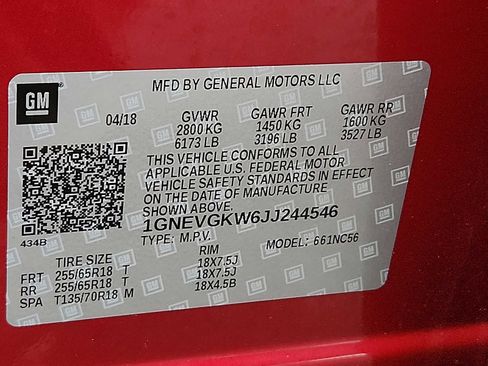 MFD BY GENERAL MOTORS LLC
GM
04/18 GVWR GAWR FRT GAWR RR
2800 KG 1450 KG 1600 KG
6173 LB 3196 LB 3527 LB
THIS VEHICLE CONFORMS TO ALL
APPLICABLE U.S. FEDERAL MOTOR
VEHICLE SAFETY STANDARDS IN EFFECT
ON THE DATE OF MANUFACTURE
SHOWN ABOVE.
1GNEVGKW6JJ244546
434B
TYPE: M.P.V. MODEL: 661NC56
TIRE SIZE RIM
FRT 255/65R18 T 18X7.5J
RR 255/65R18 T 18X7.5J
SPA T135/70R18 M 18X4.5B